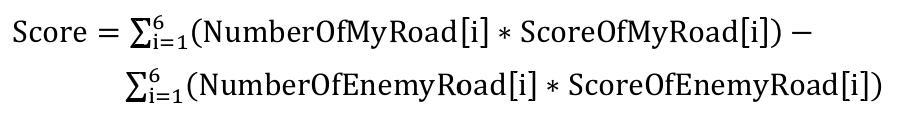 Score = ∑⁶ᵢ₌₁(NumberOfMyRoad[i] ∗ ScoreOfMyRoad[i]) −
∑⁶ᵢ₌₁(NumberOfEnemyRoad[i] ∗ ScoreOfEnemyRoad[i])